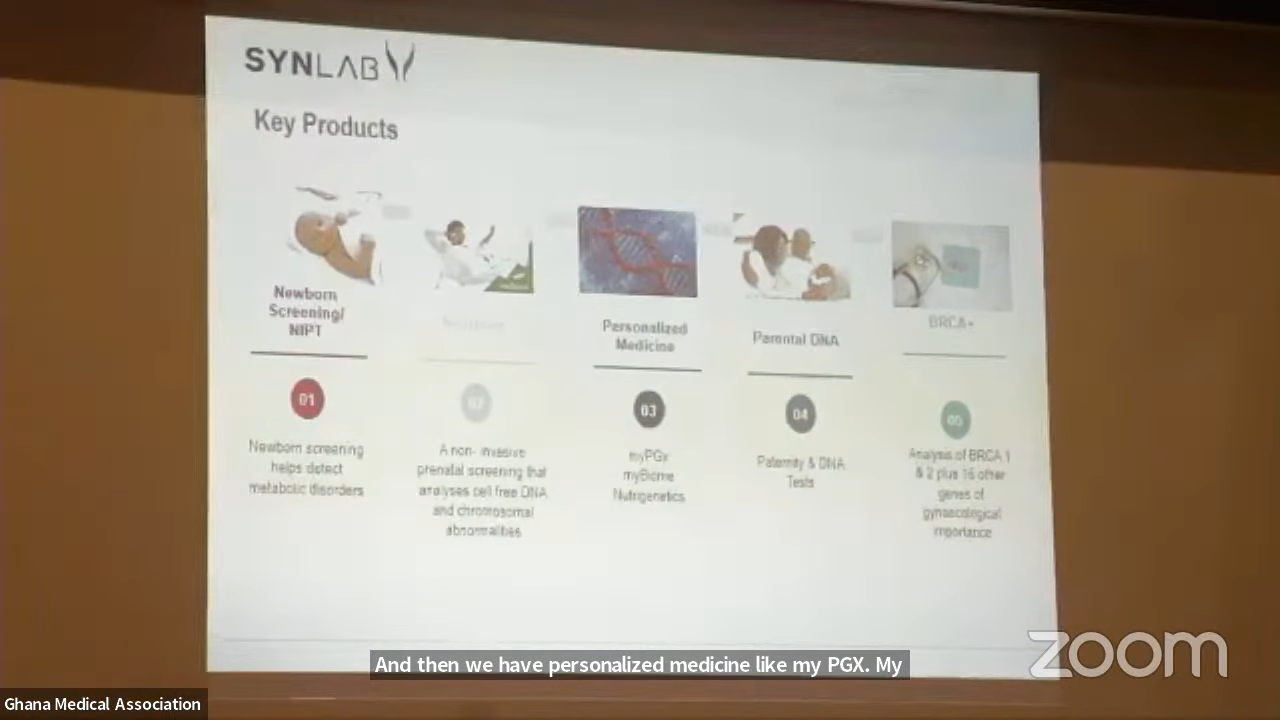 SYNLAB
Key Products
Newborn
Screening/
NIPT
01
Newborn screening
helps detect
metabolic disorders
02
A non- invasive
prenatal screening that
analyses cell free DNA
and chromosomal
abnormalities
Personalized
Medicine
03
myPGx
myBiome
Nutrigenetics
Parental DNA
04
Paternity & DNA
Tests
BRCA+
05
Analysis of BRCA 1
& 2 plus 16 other
genes of
gynaecological
importance
And then we have personalized medicine like my PGX. My
zoom
Ghana Medical Association